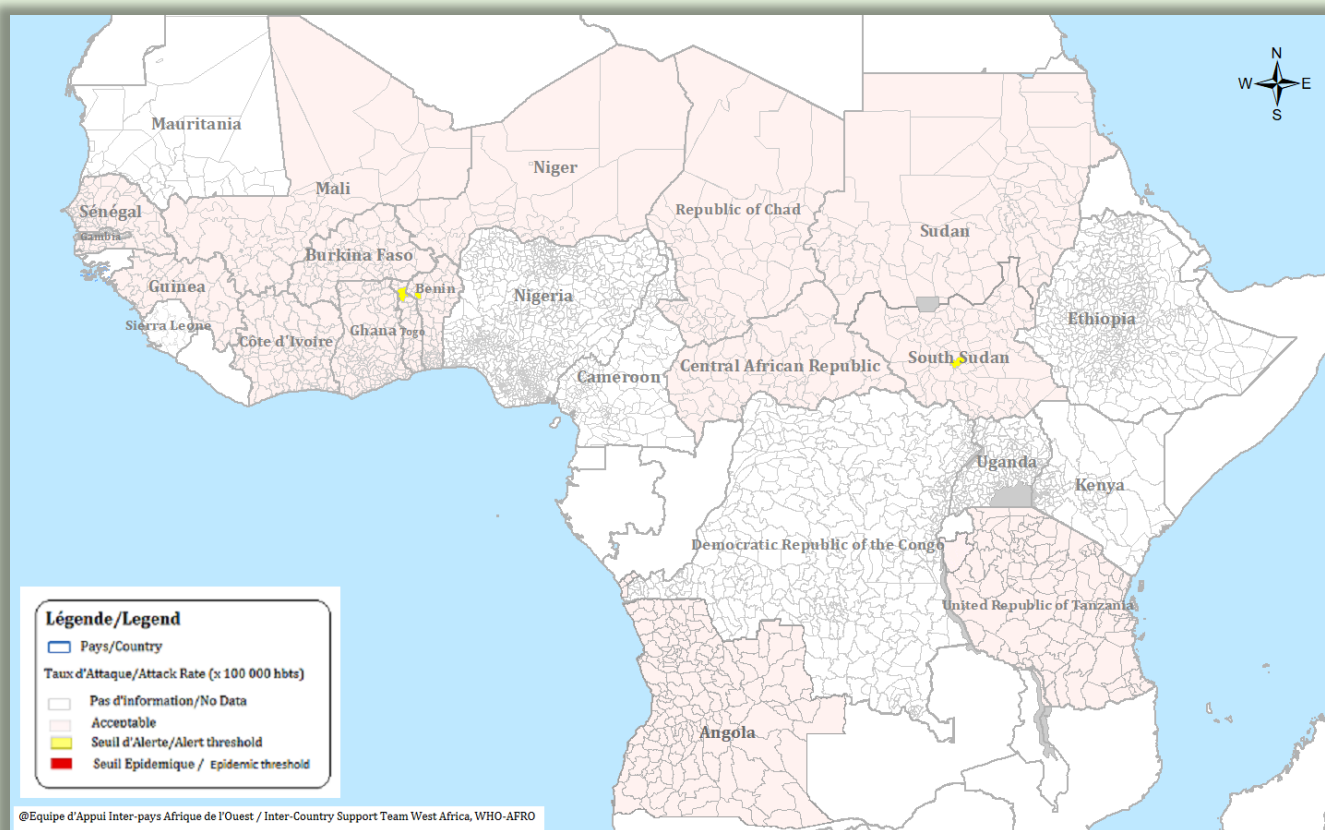 N
W E
S
Mauritania
Mali
Niger
Republic of Chad
Sudan
Sénégal
Gambia
Burkina Faso
Guinea
Benin
Nigeria
Sierra Leone
Côte d'Ivoire
Ghana
Togo
Ethiopia
South Sudan
Central African Republic
Cameroon
Uganda
Kenya
Democratic Republic of the Congo
United Republic of Tanzania
Angola
Légende/Legend
Pays/Country
Taux d'Attaque/Attack Rate (x 100 000 hbts)
Pas d'information/No Data
Acceptable
Seuil d'Alerte/Alert threshold
Seuil Epidemique / Epidemic threshold
@Equipe d'Appui Inter-pays Afrique de l'Ouest / Inter-Country Support Team West Africa, WHO-AFRO